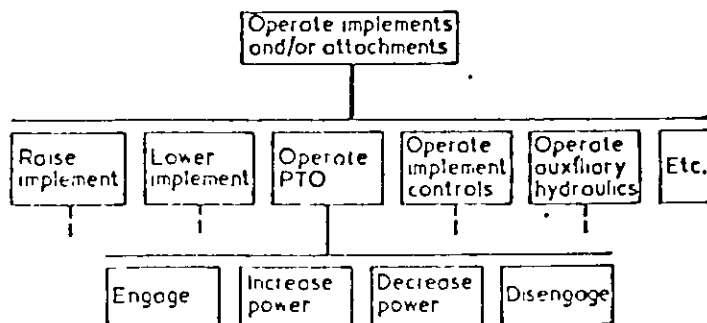 Operate implements
and/or attachments
Raise
implement
Lower
implement
Operate
PTO
Operate
implement
controls
Operate
auxiliary
hydraulics
Etc.
Engage
Increase
power
Decrease
power
Disengage